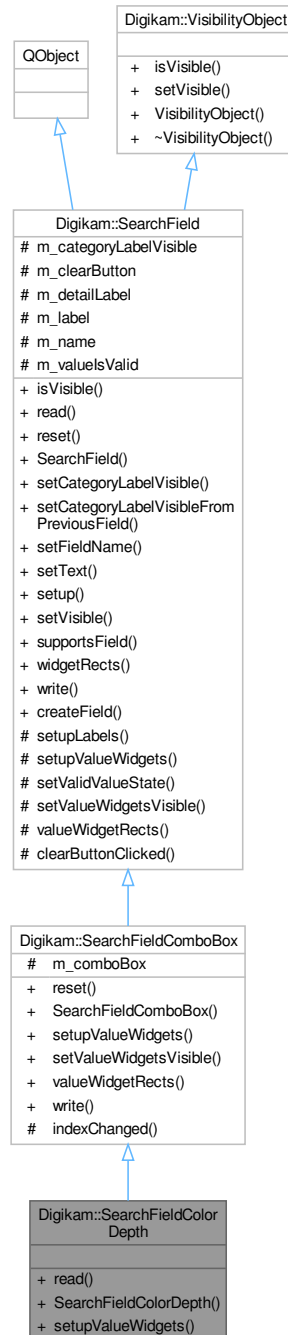 Digikam::VisibilityObject
+ isVisible()
+ setVisible()
+ VisibilityObject()
+ ~VisibilityObject()
QObject
Digikam::SearchField
# m_categoryLabelVisible
# m_clearButton
# m_detailLabel
# m_label
# m_name
# m_valueIsValid
+ isVisible()
+ read()
+ reset()
+ SearchField()
+ setCategoryLabelVisible()
+ setCategoryLabelVisibleFrom
PreviousField()
+ setFieldName()
+ setText()
+ setup()
+ setVisible()
+ supportsField()
+ widgetRects()
+ write()
+ createField()
# setupLabels()
# setupValueWidgets()
# setValidValueState()
# setValueWidgetsVisible()
# valueWidgetRects()
# clearButtonClicked()
Digikam::SearchFieldComboBox
# m_comboBox
+ reset()
+ SearchFieldComboBox()
+ setupValueWidgets()
+ setValueWidgetsVisible()
+ valueWidgetRects()
+ write()
# indexChanged()
Digikam::SearchFieldColor
Depth
+ read()
+ SearchFieldColorDepth()
+ setupValueWidgets()